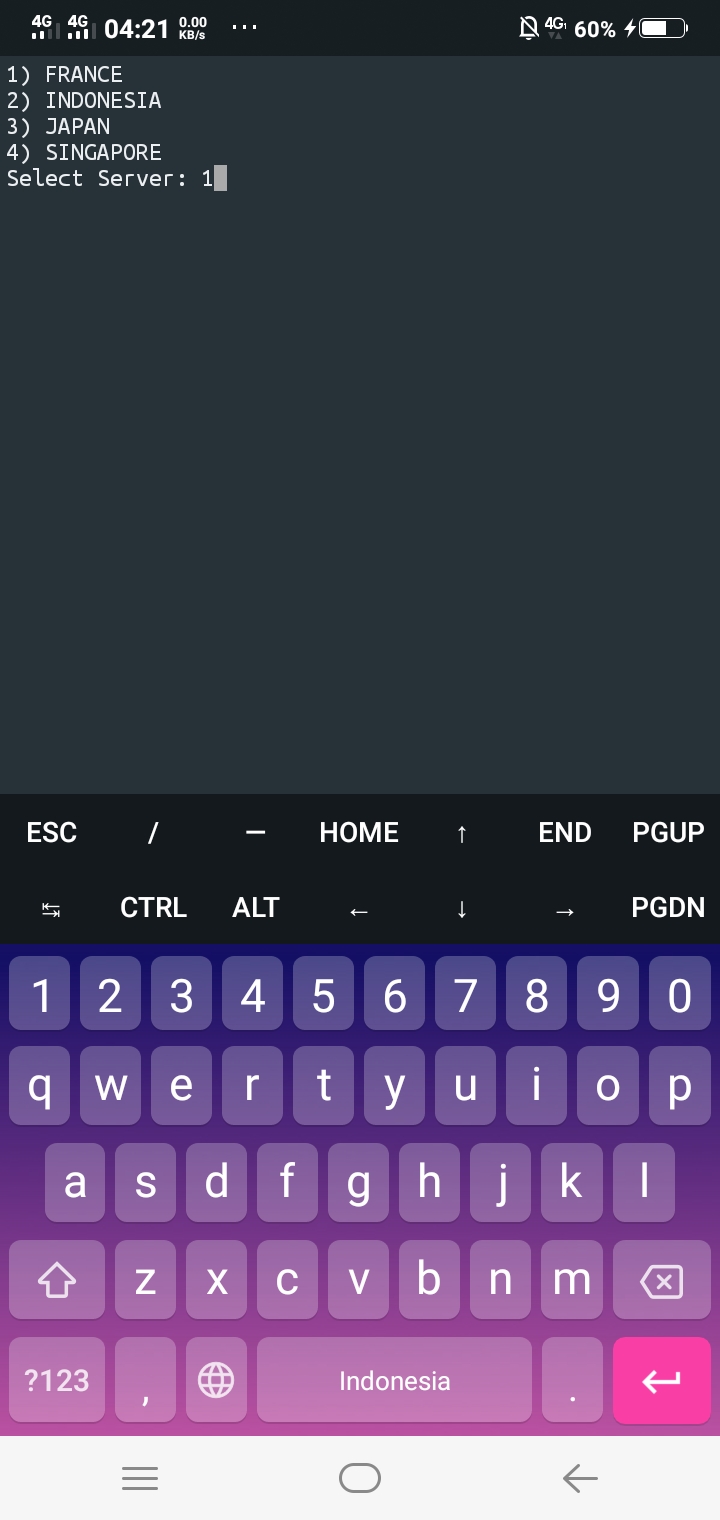 4G 4G 04:21 0.00 KB/s ... 4G 60%
1) FRANCE
2) INDONESIA
3) JAPAN
4) SINGAPORE
Select Server: 1
ESC / — HOME ↑ END PGUP
↹ CTRL ALT ← ↓ → PGDN
1 2 3 4 5 6 7 8 9 0
q w e r t y u i o p
a s d f g h j k l
z x c v b n m
?123 , Indonesia .